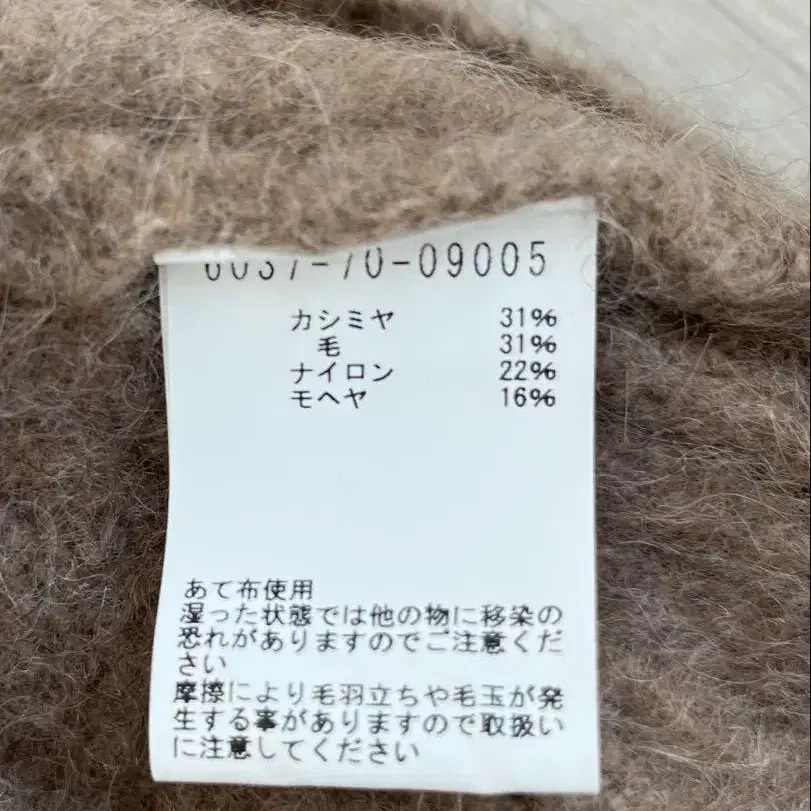 0037-70-09005
カシミヤ 31%
毛 31%
ナイロン 22%
モヘヤ 16%
あて布使用
湿った状態では他の物に移染の
恐れがありますのでご注意くだ
さい
摩擦により毛羽立ちや毛玉が発
生する事がありますので取扱い
に注意してください